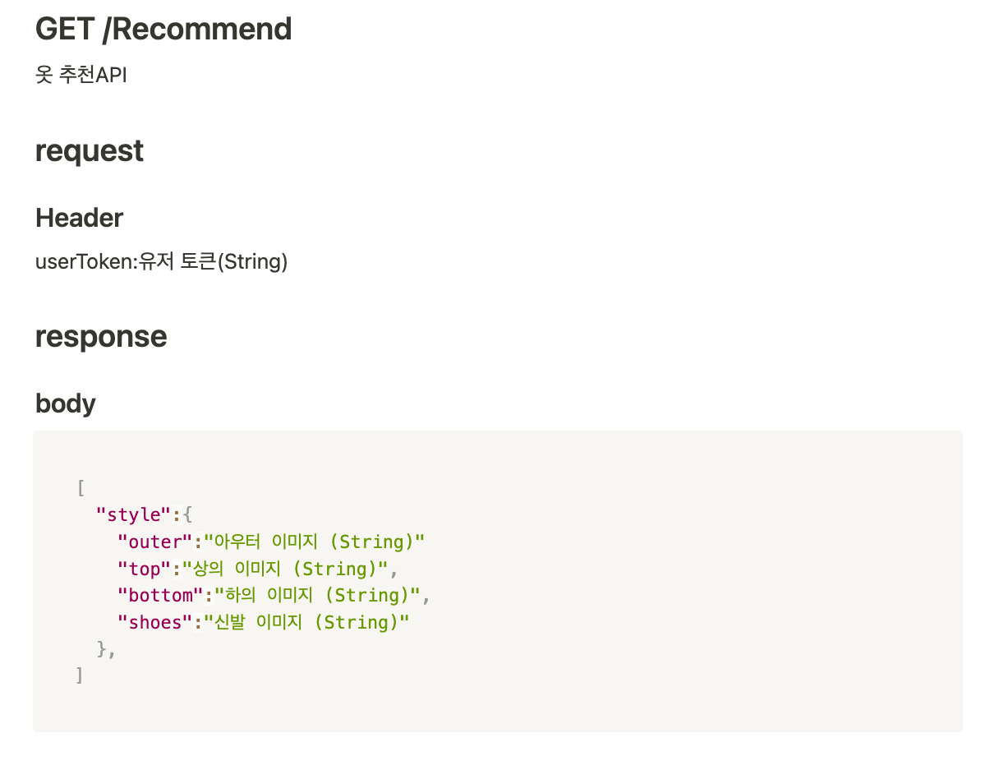 GET /Recommend
옷 추천API
request
Header
userToken:유저 토큰(String)
response
body
[
"style":{
"outer":"아우터 이미지 (String)"
"top":"상의 이미지 (String)",
"bottom":"하의 이미지 (String)",
"shoes":"신발 이미지 (String)"
},
]